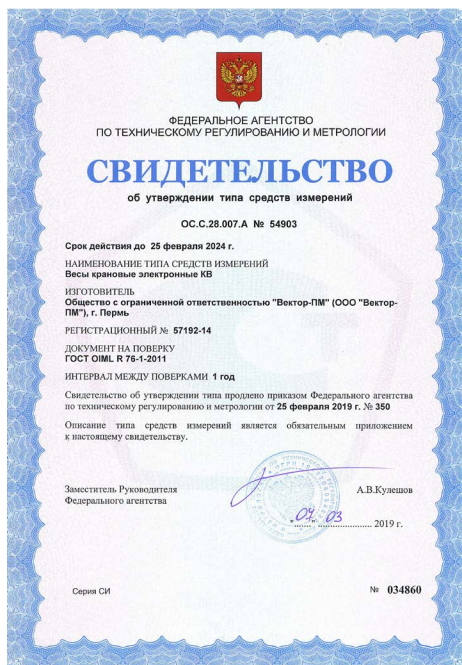 ФЕДЕРАЛЬНОЕ АГЕНТСТВО
ПО ТЕХНИЧЕСКОМУ РЕГУЛИРОВАНИЮ И МЕТРОЛОГИИ
СВИДЕТЕЛЬСТВО
об утверждении типа средств измерений
ОС.С.28.007.А № 54903
Срок действия до 25 февраля 2024 г.
НАИМЕНОВАНИЕ ТИПА СРЕДСТВ ИЗМЕРЕНИЙ
Весы крановые электронные КВ
ИЗГОТОВИТЕЛЬ
Общество с ограниченной ответственностью "Вектор-ПМ" (ООО "Вектор-
ПМ"), г. Пермь
РЕГИСТРАЦИОННЫЙ № 57192-14
ДОКУМЕНТ НА ПОВЕРКУ
ГОСТ OIML R 76-1-2011
ИНТЕРВАЛ МЕЖДУ ПОВЕРКАМИ 1 год
Свидетельство об утверждении типа продлено приказом Федерального агентства
по техническому регулированию и метрологии от 25 февраля 2019 г. № 350
Описание типа средств измерений является обязательным приложением
к настоящему свидетельству.
Заместитель Руководителя
Федерального агентства
А.В.Кулешов
"07" 03 2019 г.
Серия СИ
№ 034860